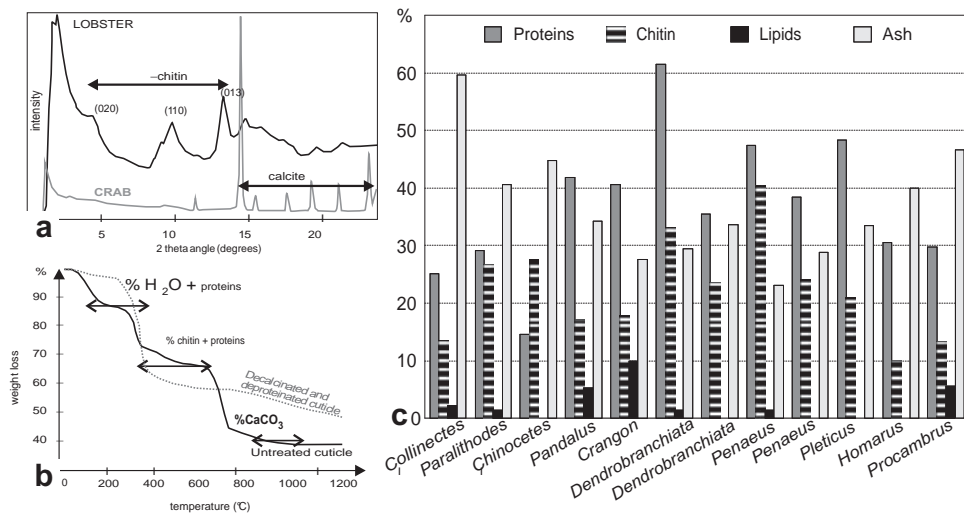 LOBSTER
–chitin
(020)
(110)
(013)
intensity
calcite
CRAB
a
5
10
15
20
2 theta angle (degrees)
%
90
80
70
60
50
40
weight loss
% H2O + proteins
% chitin + proteins
Decalcinated and
deproteinated cuticle
%CaCO3
Untreated cuticle
b
0
200
400
600
800
1000
1200
temperature (°C)
%
Proteins
Chitin
Lipids
Ash
60
50
40
30
20
10
0
c
Collinectes
Paralithodes
Chinocetes
Pandalus
Crangon
Dendrobranchiata
Dendrobranchiata
Penaeus
Penaeus
Pleticus
Homarus
Procambrus